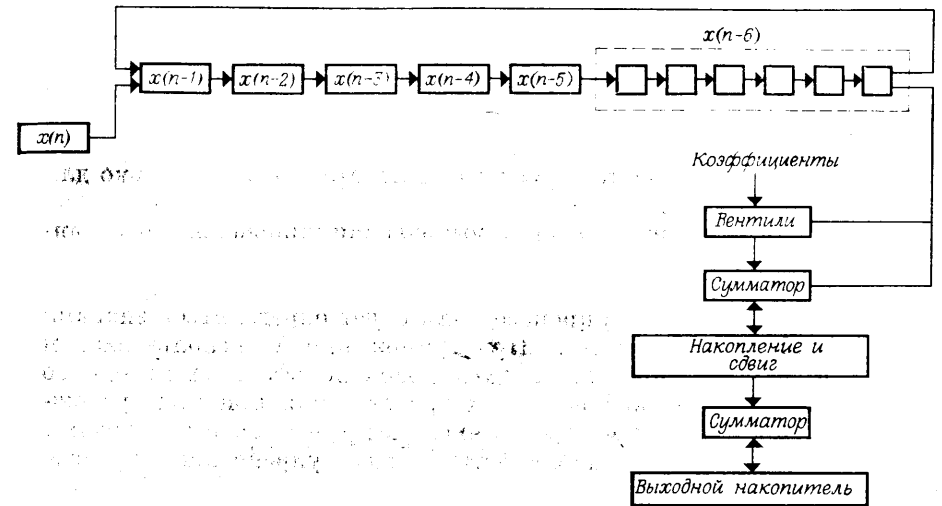 x(n-6)
x(n-1) x(n-2) x(n-3) x(n-4) x(n-5)
x(n)
Коэффициенты
Вентили
Сумматор
Накопление и
сдвиг
Сумматор
Выходной накопитель